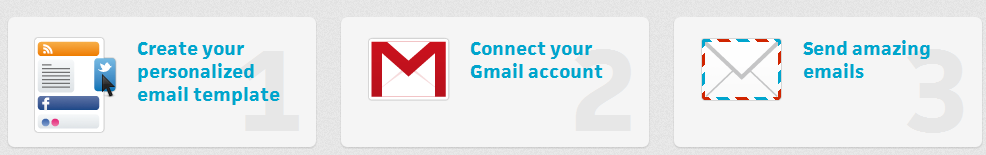 Create your
personalized
email template
1
Connect your
Gmail account
2
Send amazing
emails
3